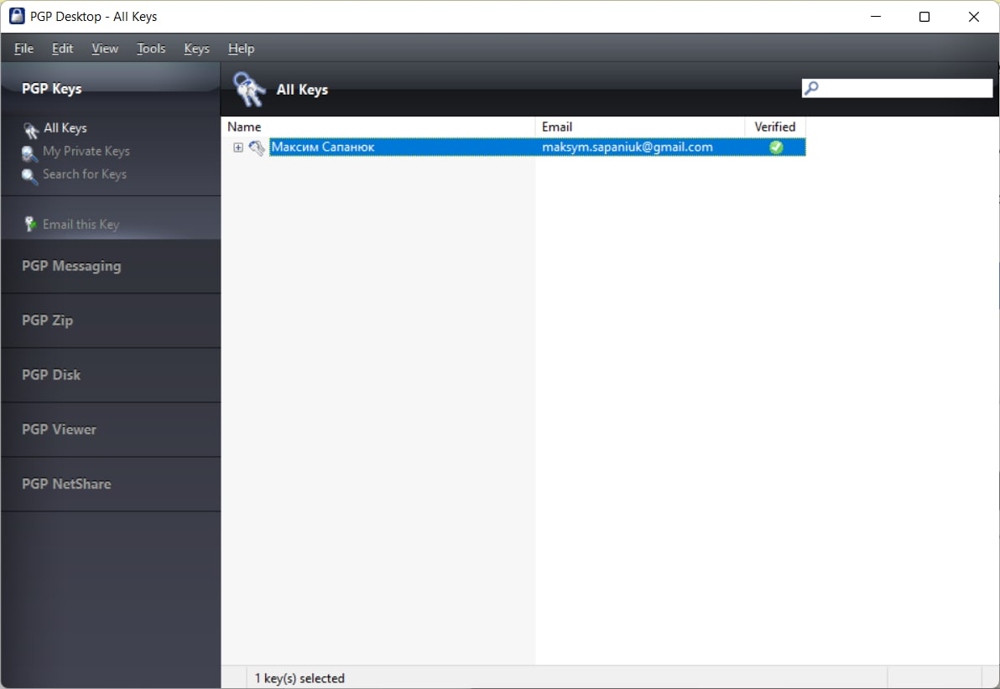 PGP Desktop - All Keys
File Edit View Tools Keys Help
PGP Keys
All Keys
My Private Keys
Search for Keys
Email this Key
PGP Messaging
PGP Zip
PGP Disk
PGP Viewer
PGP NetShare
All Keys
Name Email Verified
Максим Сапанюк maksym.sapaniuk@gmail.com
1 key(s) selected